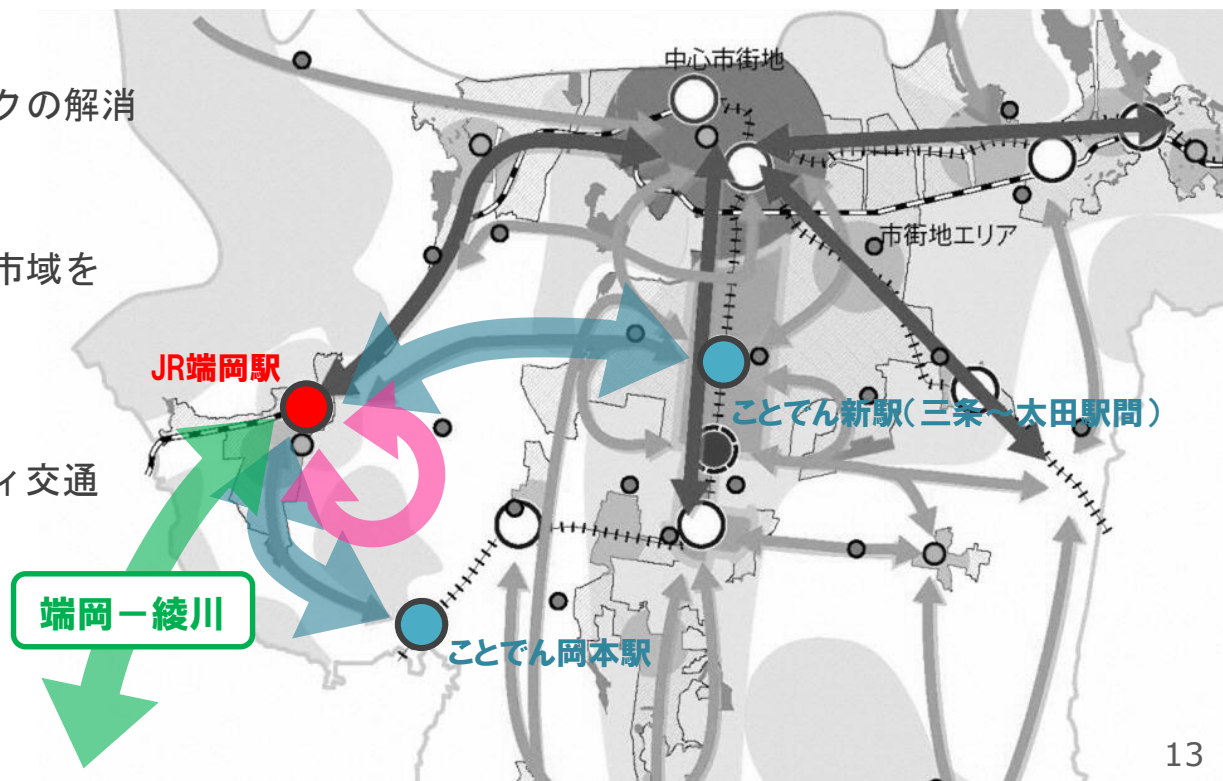 中心市街地
クの解消
市街地エリア
市域を
JR端岡駅
ことでん新駅(三条～太田駅間)
ィ交通
端岡－綾川
ことでん岡本駅
13